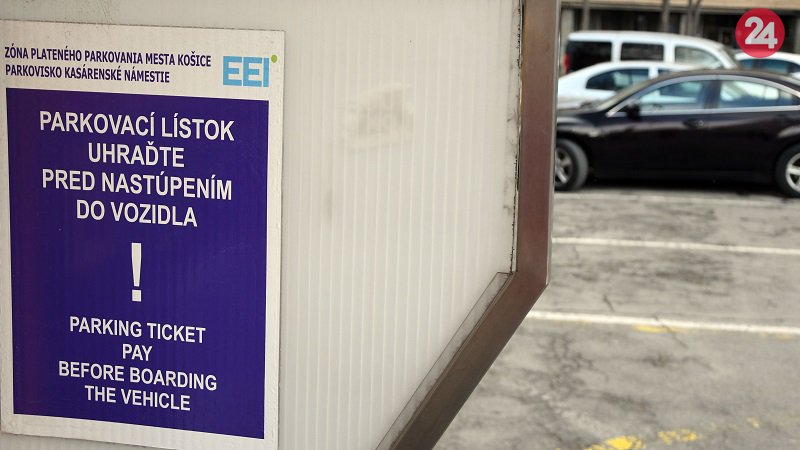 ZÓNA PLATENÉHO PARKOVANIA MESTA KOŠICE
PARKOVISKO KASÁRENSKÉ NÁMESTIE
EEI
PARKOVACÍ LÍSTOK
UHRAĎTE
PRED NASTÚPENÍM
DO VOZIDLA
!
PARKING TICKET
PAY
BEFORE BOARDING
THE VEHICLE
24